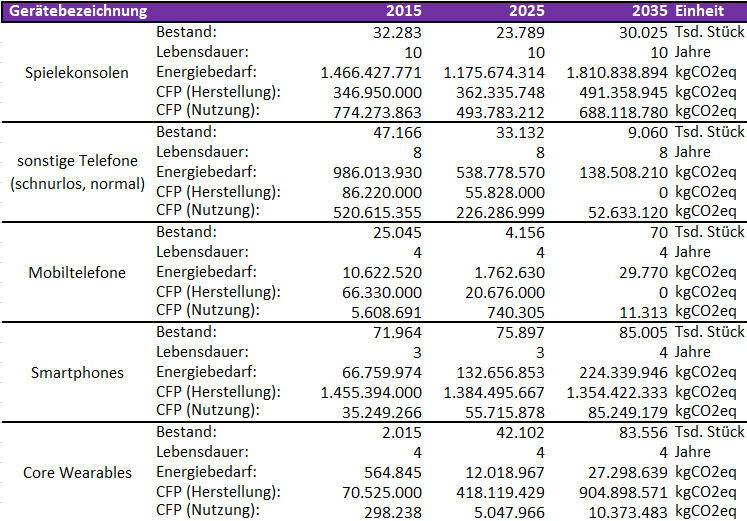 Gerätebezeichnung 2015 2025 2035 Einheit
Bestand: 32.283 23.789 30.025 Tsd. Stück
Lebensdauer: 10 10 10 Jahre
Spielekonsolen Energiebedarf: 1.466.427.771 1.175.674.314 1.810.838.894 kgCO2eq
CFP (Herstellung): 346.950.000 362.335.748 491.358.945 kgCO2eq
CFP (Nutzung): 774.273.863 493.783.212 688.118.780 kgCO2eq
Bestand: 47.166 33.132 9.060 Tsd. Stück
Lebensdauer: 8 8 8 Jahre
sonstige Telefone (schnurlos, normal) Energiebedarf: 986.013.930 538.778.570 138.508.210 kgCO2eq
CFP (Herstellung): 86.220.000 55.828.000 0 kgCO2eq
CFP (Nutzung): 520.615.355 226.286.999 52.633.120 kgCO2eq
Bestand: 25.045 4.156 70 Tsd. Stück
Lebensdauer: 4 4 4 Jahre
Mobiltelefone Energiebedarf: 10.622.520 1.762.630 29.770 kgCO2eq
CFP (Herstellung): 66.330.000 20.676.000 0 kgCO2eq
CFP (Nutzung): 5.608.691 740.305 11.313 kgCO2eq
Bestand: 71.964 75.897 85.005 Tsd. Stück
Lebensdauer: 3 3 4 Jahre
Smartphones Energiebedarf: 66.759.974 132.656.853 224.339.946 kgCO2eq
CFP (Herstellung): 1.455.394.000 1.384.495.667 1.354.422.333 kgCO2eq
CFP (Nutzung): 35.249.266 55.715.878 85.249.179 kgCO2eq
Bestand: 2.015 42.102 83.556 Tsd. Stück
Lebensdauer: 4 4 4 Jahre
Core Wearables Energiebedarf: 564.845 12.018.967 27.298.639 kgCO2eq
CFP (Herstellung): 70.525.000 418.119.429 904.898.571 kgCO2eq
CFP (Nutzung): 298.238 5.047.966 10.373.483 kgCO2eq